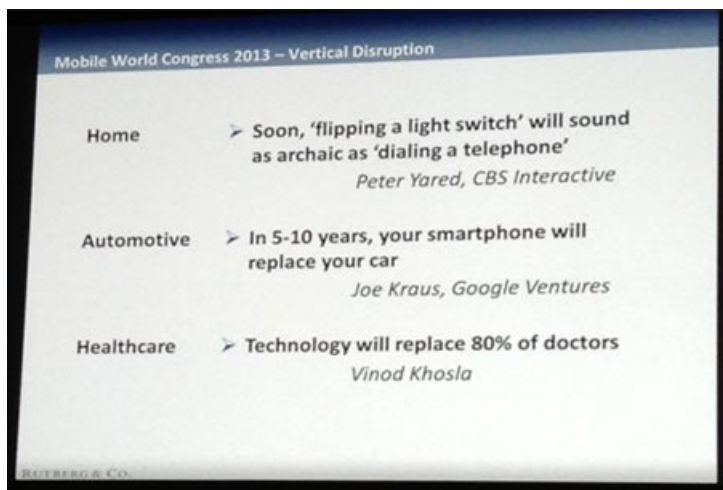 Mobile World Congress 2013 – Vertical Disruption
Home
➢ Soon, ‘flipping a light switch’ will sound
as archaic as ‘dialing a telephone’
Peter Yared, CBS Interactive
Automotive
➢ In 5-10 years, your smartphone will
replace your car
Joe Kraus, Google Ventures
Healthcare
➢ Technology will replace 80% of doctors
Vinod Khosla
RUTBERG & CO.